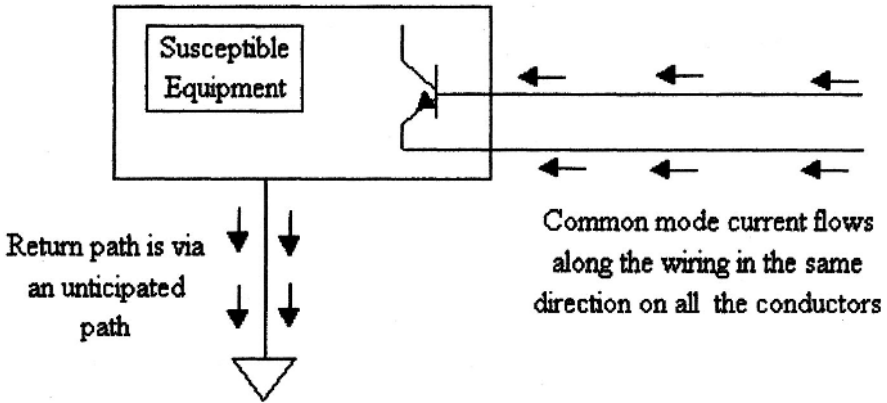 Susceptible
Equipment
Return path is via
an unticipated
path
Common mode current flows
along the wiring in the same
direction on all the conductors